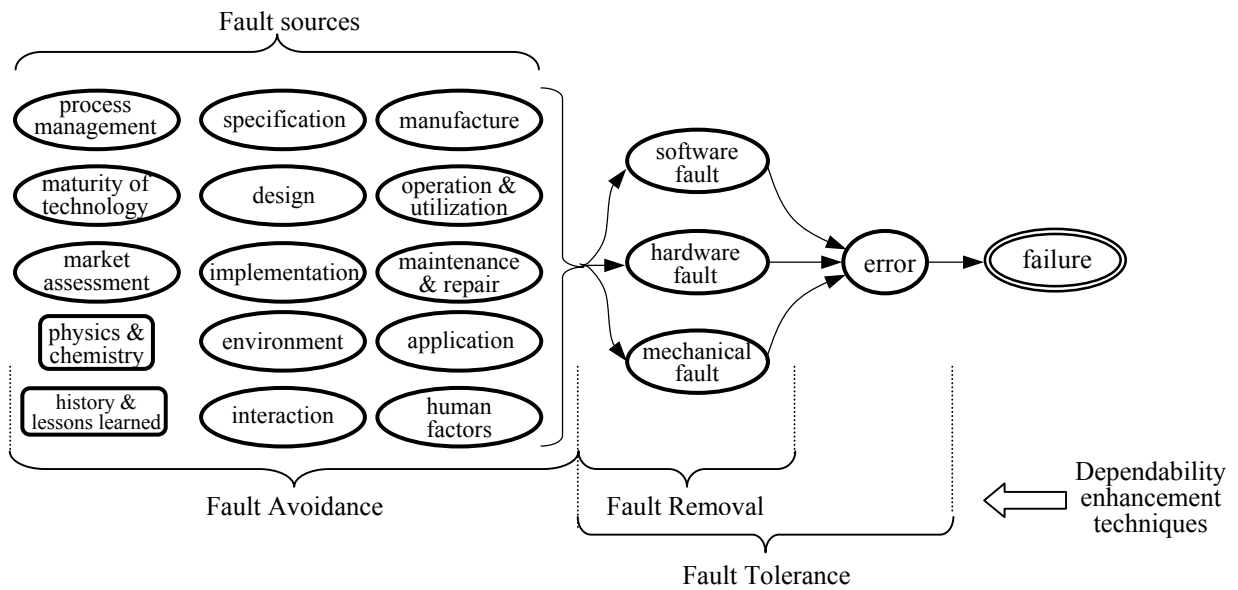 Fault sources
process
management
specification
manufacture
maturity of
technology
design
operation &
utilization
market
assessment
implementation
maintenance
& repair
physics &
chemistry
environment
application
history &
lessons learned
interaction
human
factors
software
fault
hardware
fault
mechanical
fault
error
failure
Fault Avoidance
Fault Removal
Fault Tolerance
Dependability
enhancement
techniques